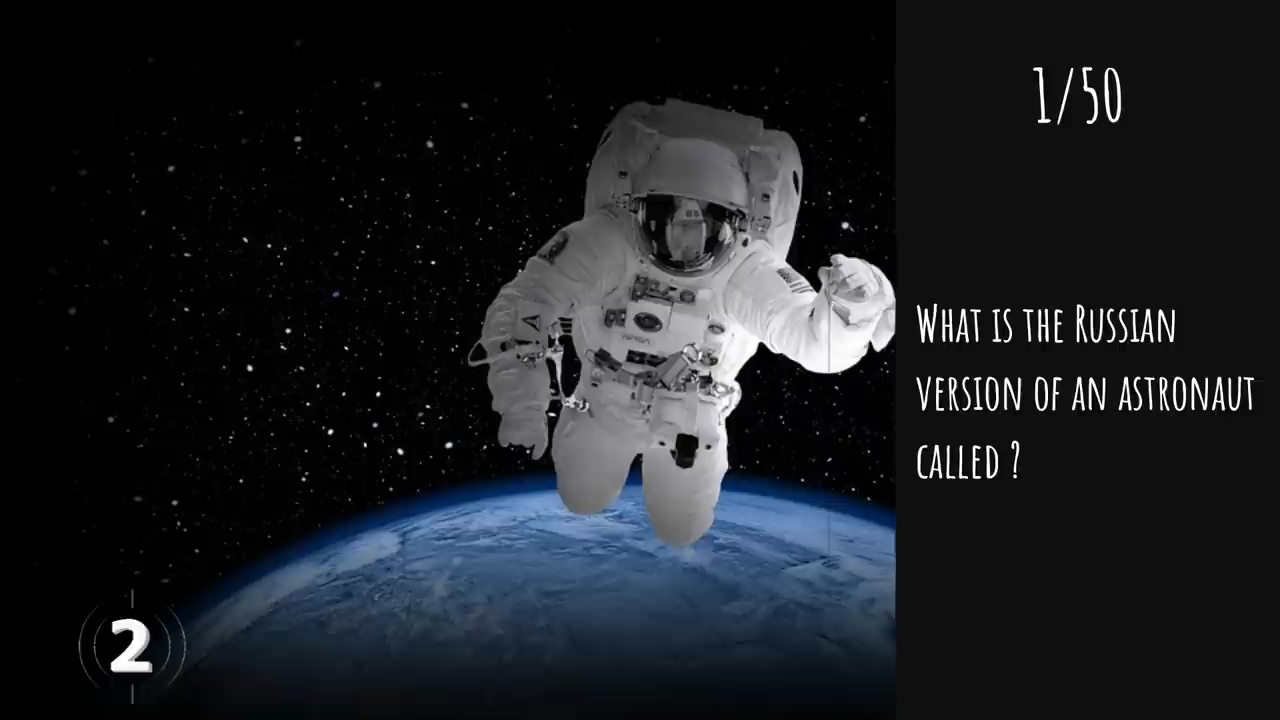 1/50
What is the Russian
version of an astronaut
called ?
2